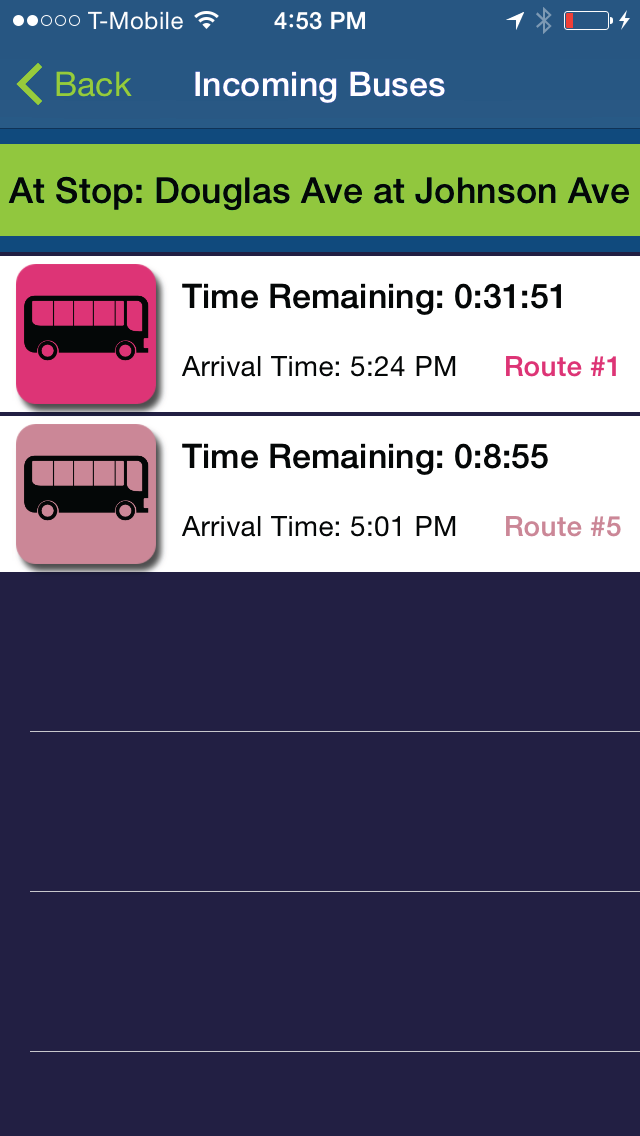 T-Mobile 4:53 PM
Back Incoming Buses
At Stop: Douglas Ave at Johnson Ave
Time Remaining: 0:31:51
Arrival Time: 5:24 PM Route #1
Time Remaining: 0:8:55
Arrival Time: 5:01 PM Route #5